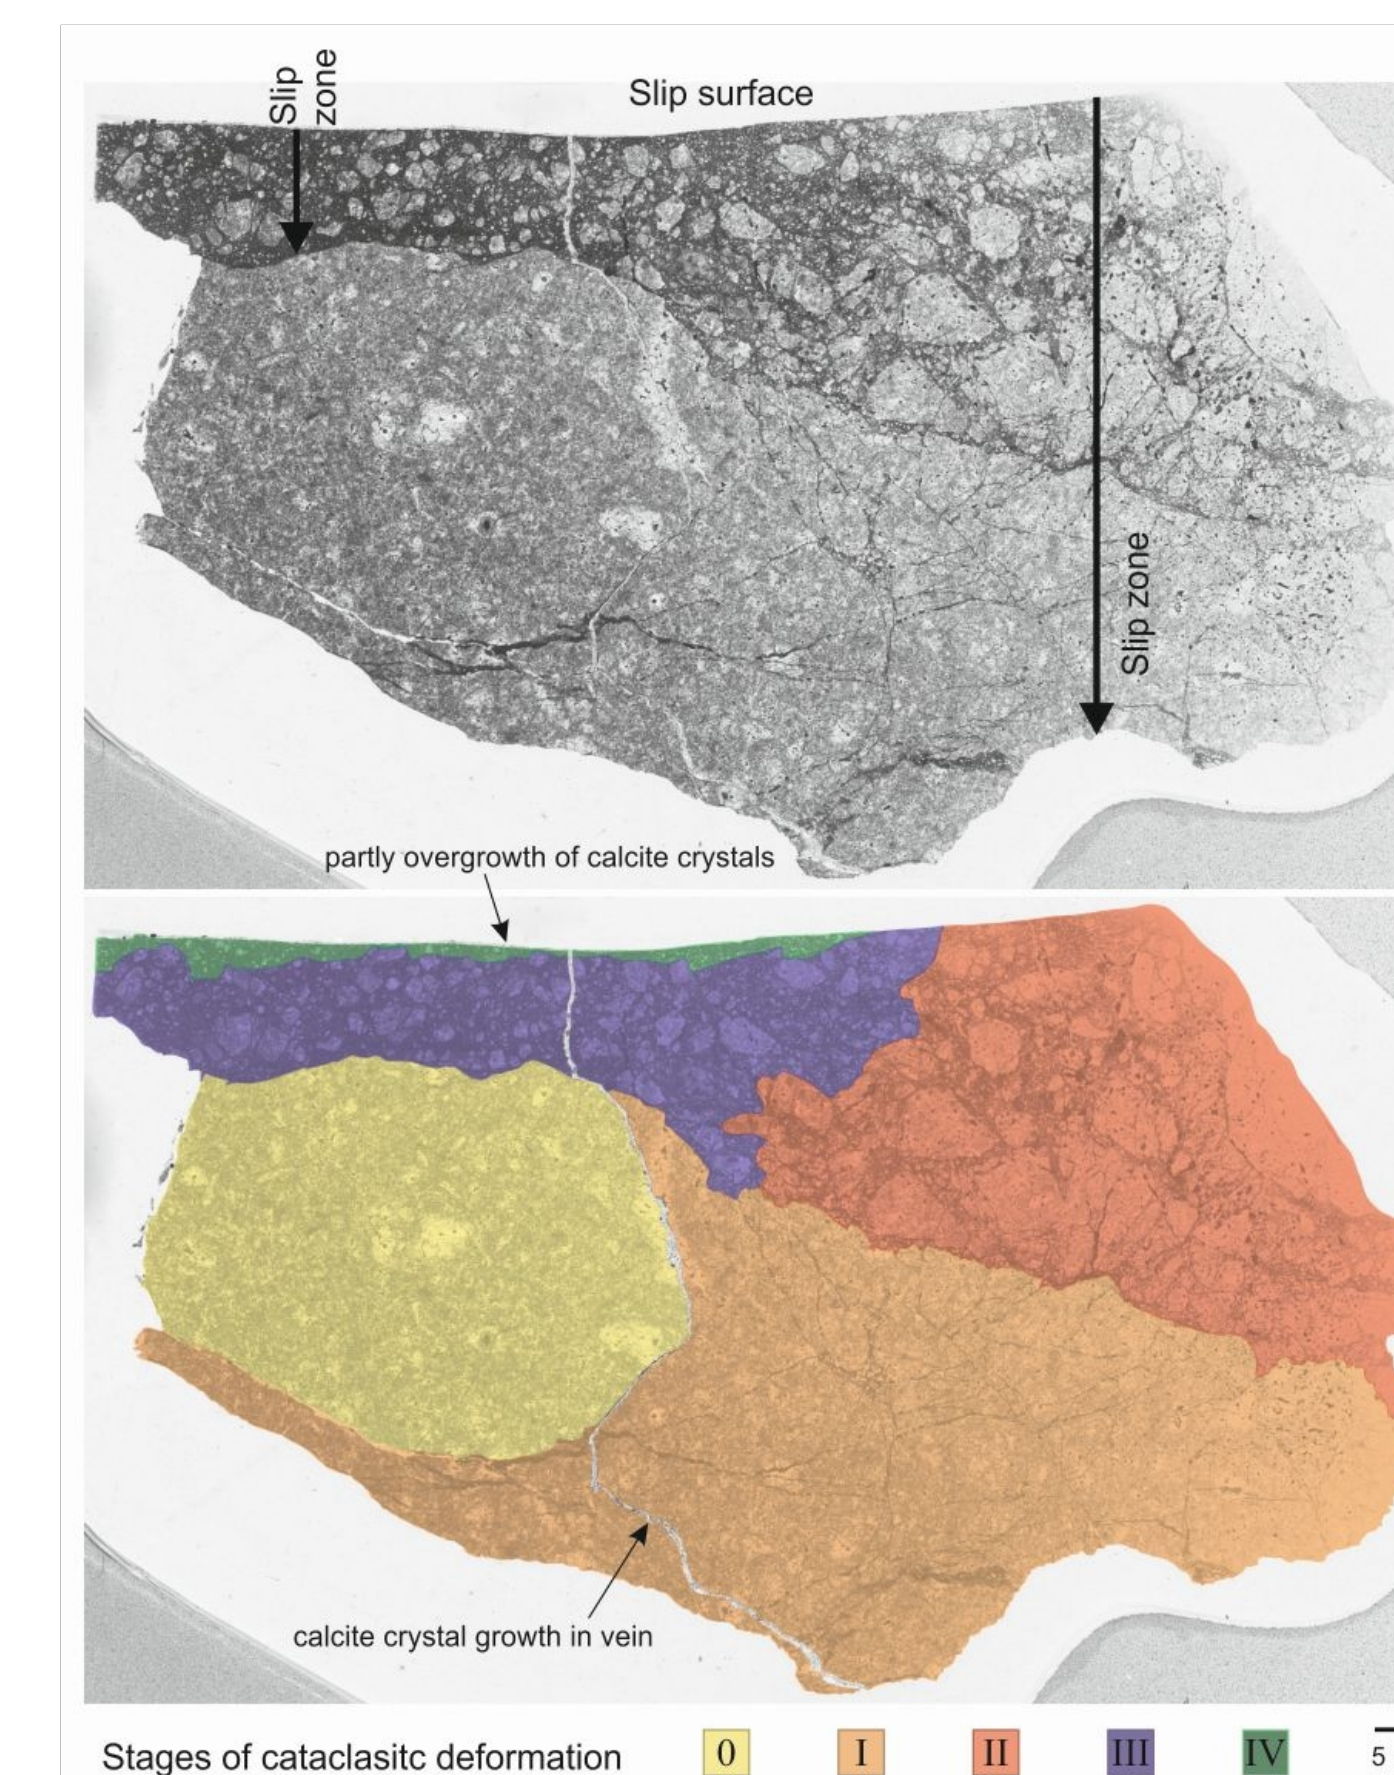 Slip
zone
Slip surface
Slip zone
partly overgrowth of calcite crystals
calcite crystal growth in vein
Stages of cataclasitc deformation 0 I II III IV 5